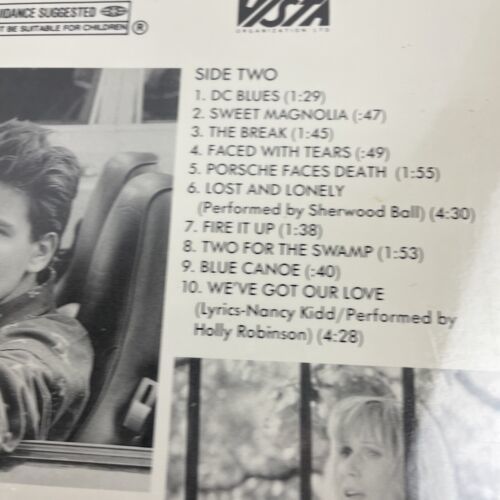 GUIDANCE SUGGESTED
BE SUITABLE FOR CHILDREN ®
VISTA
ORGANIZATION LTD
SIDE TWO
1. DC BLUES (1:29)
2. SWEET MAGNOLIA (:47)
3. THE BREAK (1:45)
4. FACED WITH TEARS (:49)
5. PORSCHE FACES DEATH (1:55)
6. LOST AND LONELY
(Performed by Sherwood Ball) (4:30)
7. FIRE IT UP (1:38)
8. TWO FOR THE SWAMP (1:53)
9. BLUE CANOE (:40)
10. WE'VE GOT OUR LOVE
(Lyrics-Nancy Kidd/Performed by
Holly Robinson) (4:28)